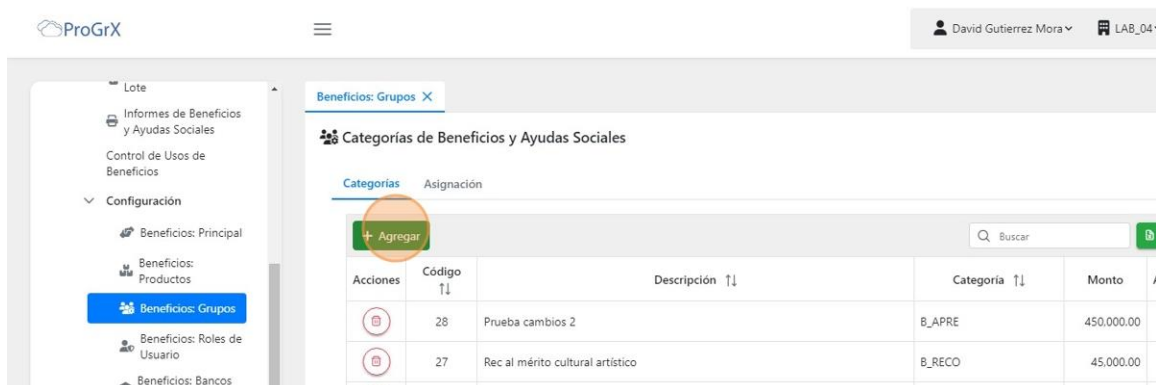 ProGrX
David Gutierrez Mora
LAB_04
Lote
Informes de Beneficios
y Ayudas Sociales
Control de Usos de
Beneficios
Configuración
Beneficios: Principal
Beneficios:
Productos
Beneficios: Grupos
Beneficios: Roles de
Usuario
Beneficios: Bancos
Beneficios: Grupos
Categorías de Beneficios y Ayudas Sociales
Categorías Asignación
+ Agregar
Buscar
Acciones Código Descripción Categoría Monto
28 Prueba cambios 2 B_APRE 450,000.00
27 Rec al mérito cultural artístico B_RECO 45,000.00